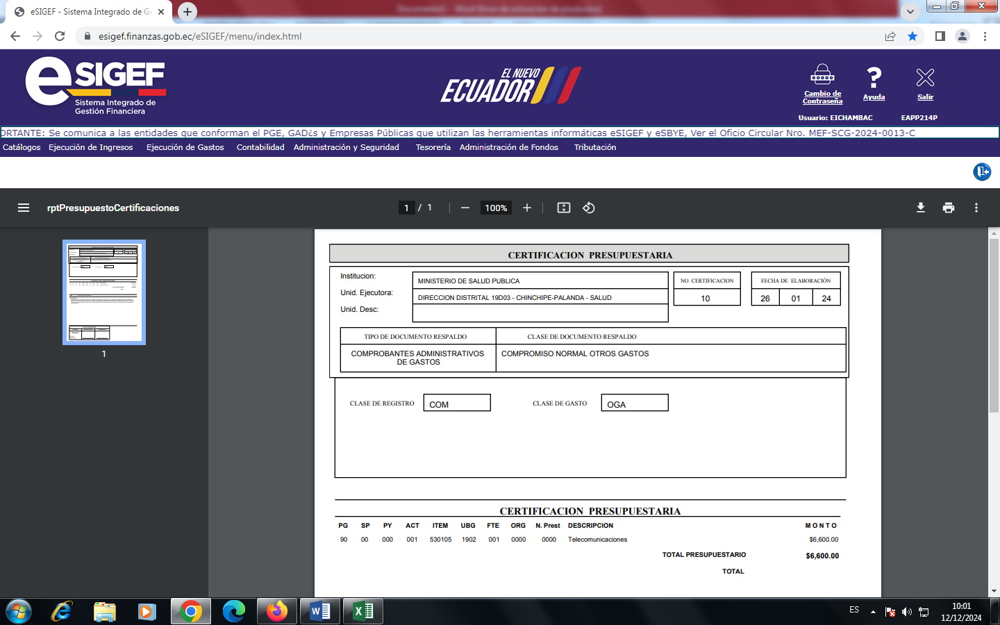 eSIGEF - Sistema Integrado de Ge
esigef.finanzas.gob.ec/eSIGEF/menu/index.html
eSIGEF
Sistema Integrado de
Gestión Financiera
EL NUEVO
ECUADOR
Cambio de
Contraseña
Ayuda
Salir
Usuario: EICHAMBAC
EAPP214P
ORTANTE: Se comunica a las entidades que conforman el PGE, GAD¿s y Empresas Públicas que utilizan las herramientas informáticas eSIGEF y eSBYE, Ver el Oficio Circular Nro. MEF-SCG-2024-0013-C
Catálogos Ejecución de Ingresos Ejecución de Gastos Contabilidad Administración y Seguridad Tesorería Administración de Fondos Tributación
rptPresupuestoCertificaciones
1 / 1
100%
1
CERTIFICACION PRESUPUESTARIA
Institucion:
MINISTERIO DE SALUD PUBLICA
NO. CERTIFICACION
FECHA DE ELABORACIÓN
Unid. Ejecutora:
DIRECCION DISTRITAL 19D03 - CHINCHIPE-PALANDA - SALUD
10
26 01 24
Unid. Desc:
TIPO DE DOCUMENTO RESPALDO
CLASE DE DOCUMENTO RESPALDO
COMPROBANTES ADMINISTRATIVOS
DE GASTOS
COMPROMISO NORMAL OTROS GASTOS
CLASE DE REGISTRO
COM
CLASE DE GASTO
OGA
CERTIFICACION PRESUPUESTARIA
PG SP PY ACT ITEM UBG FTE ORG N. Prest DESCRIPCION M O N T O
90 00 000 001 530105 1902 001 0000 0000 Telecomunicaciones $6,600.00
TOTAL PRESUPUESTARIO $6,600.00
TOTAL
ES
10:01
12/12/2024